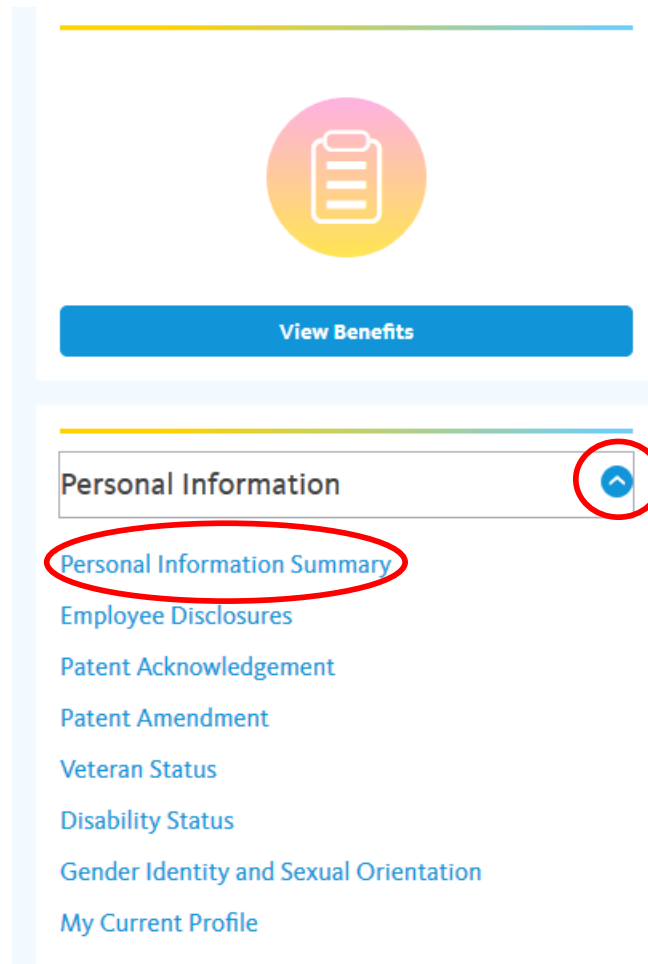 View Benefits
Personal Information
Personal Information Summary
Employee Disclosures
Patent Acknowledgement
Patent Amendment
Veteran Status
Disability Status
Gender Identity and Sexual Orientation
My Current Profile